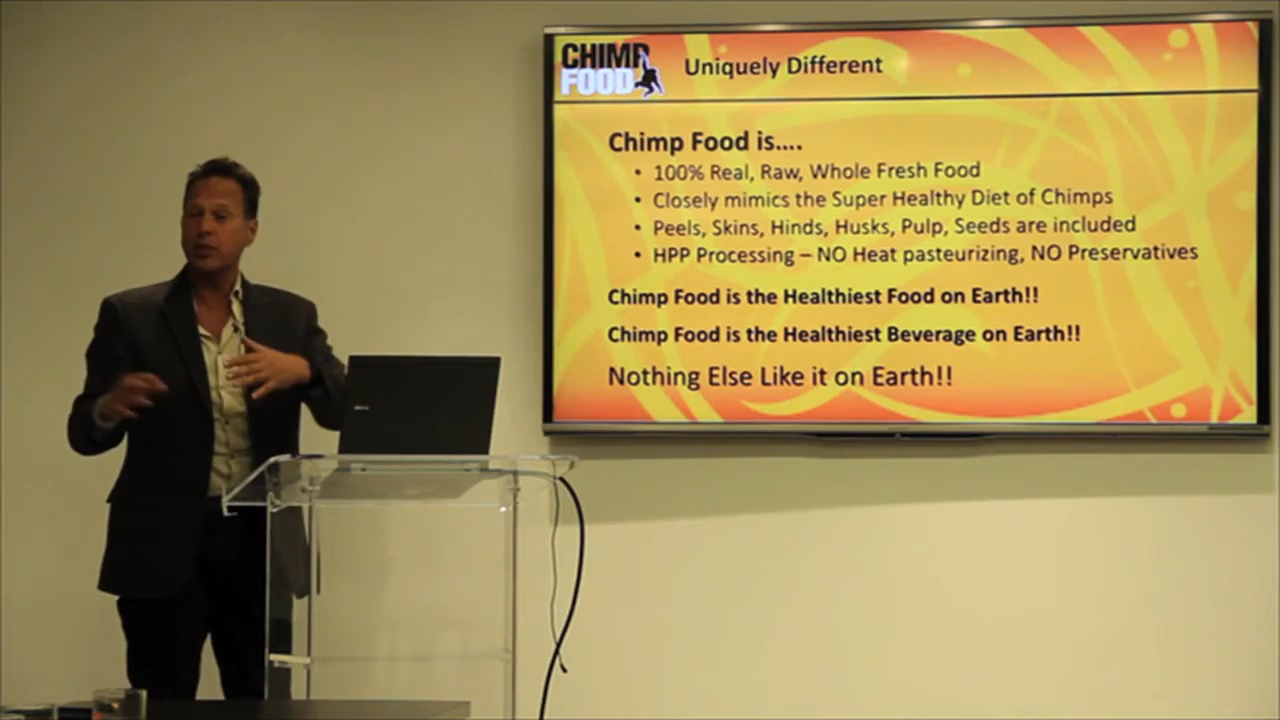 CHIMP
FOOD
Uniquely Different
Chimp Food is....
• 100% Real, Raw, Whole Fresh Food
• Closely mimics the Super Healthy Diet of Chimps
• Peels, Skins, Hinds, Husks, Pulp, Seeds are included
• HPP Processing – NO Heat pasteurizing, NO Preservatives
Chimp Food is the Healthiest Food on Earth!!
Chimp Food is the Healthiest Beverage on Earth!!
Nothing Else Like it on Earth!!